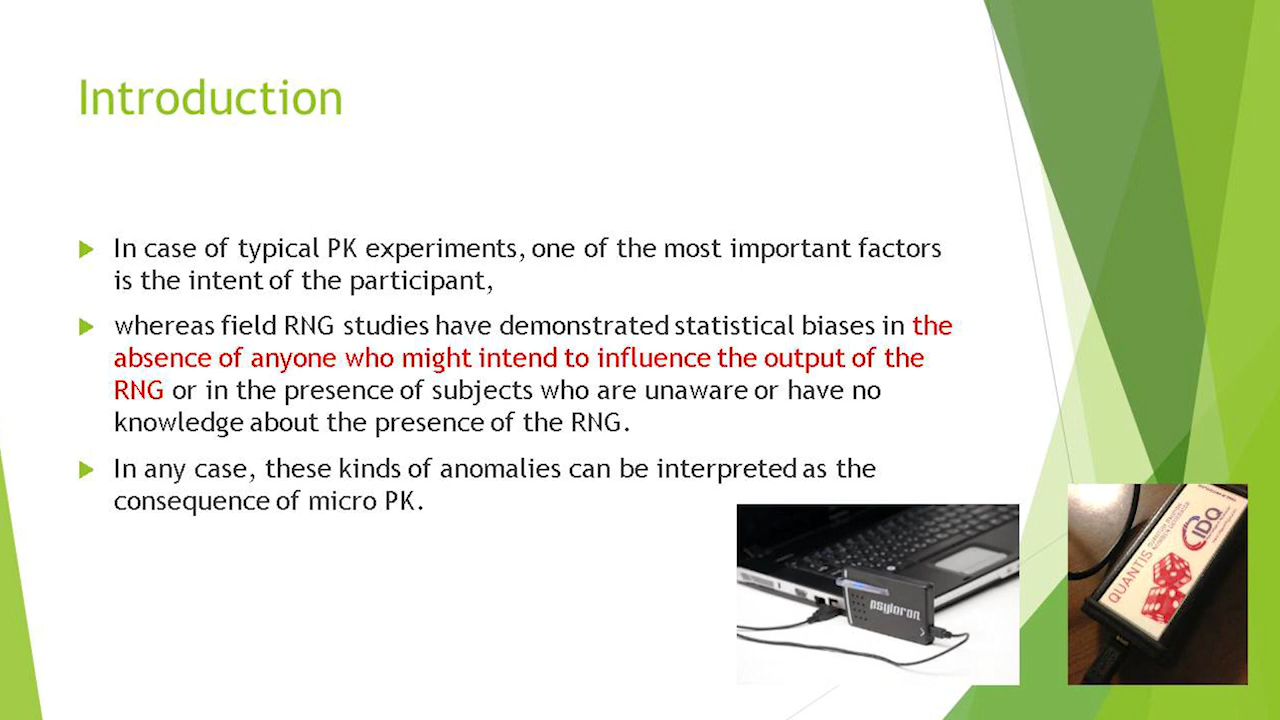 Introduction
In case of typical PK experiments, one of the most important factors
is the intent of the participant,
whereas field RNG studies have demonstrated statistical biases in the
absence of anyone who might intend to influence the output of the
RNG or in the presence of subjects who are unaware or have no
knowledge about the presence of the RNG.
In any case, these kinds of anomalies can be interpreted as the
consequence of micro PK.
psyleron
QUANTIS
IDQ